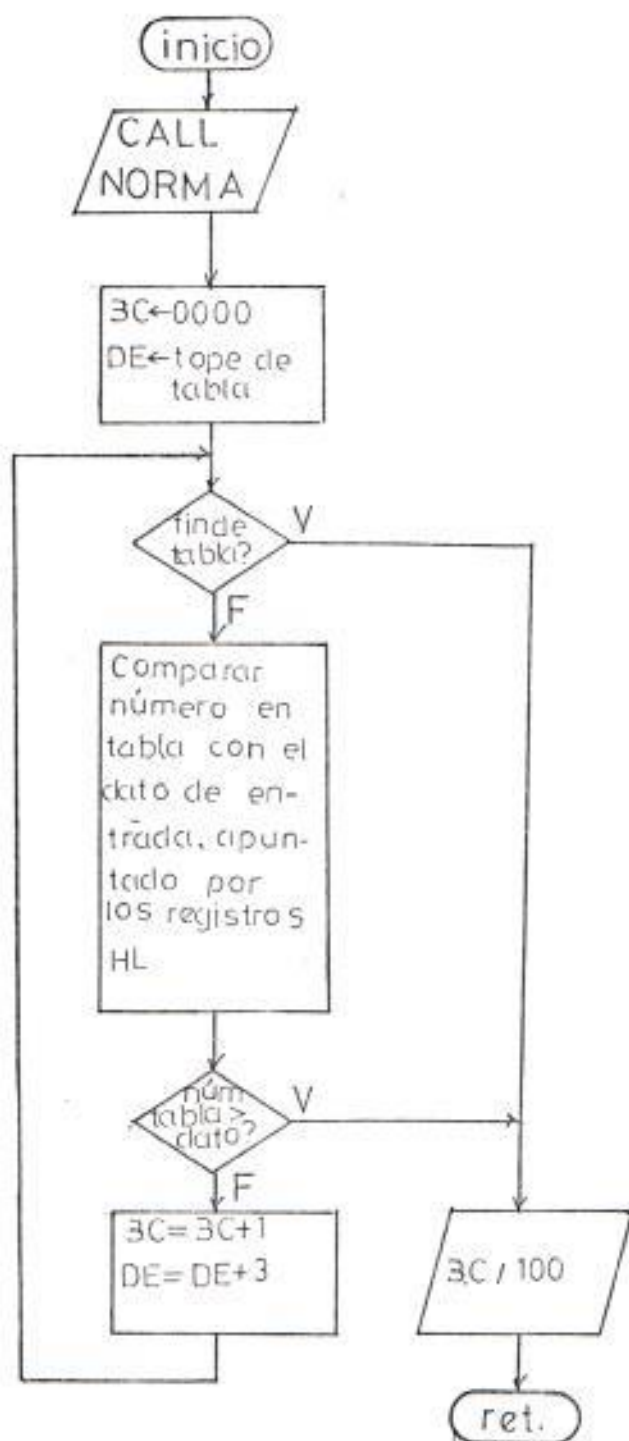 inicio
CALL
NORMA
BC←0000
DE←tope de
tabla
fin de
tabla?
V
F
Comparar
número en
tabla con el
dato de en-
trada, apun-
tado por
los registros
HL
núm
tabla>
dato?
V
F
BC=BC+1
DE=DE+3
BC/100
ret.